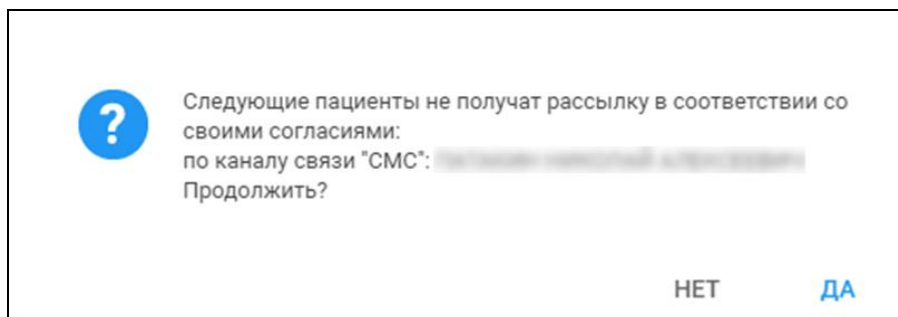 ?
Следующие пациенты не получат рассылку в соответствии со
своими согласиями:
по каналу связи "СМС":
Продолжить?
НЕТ ДА